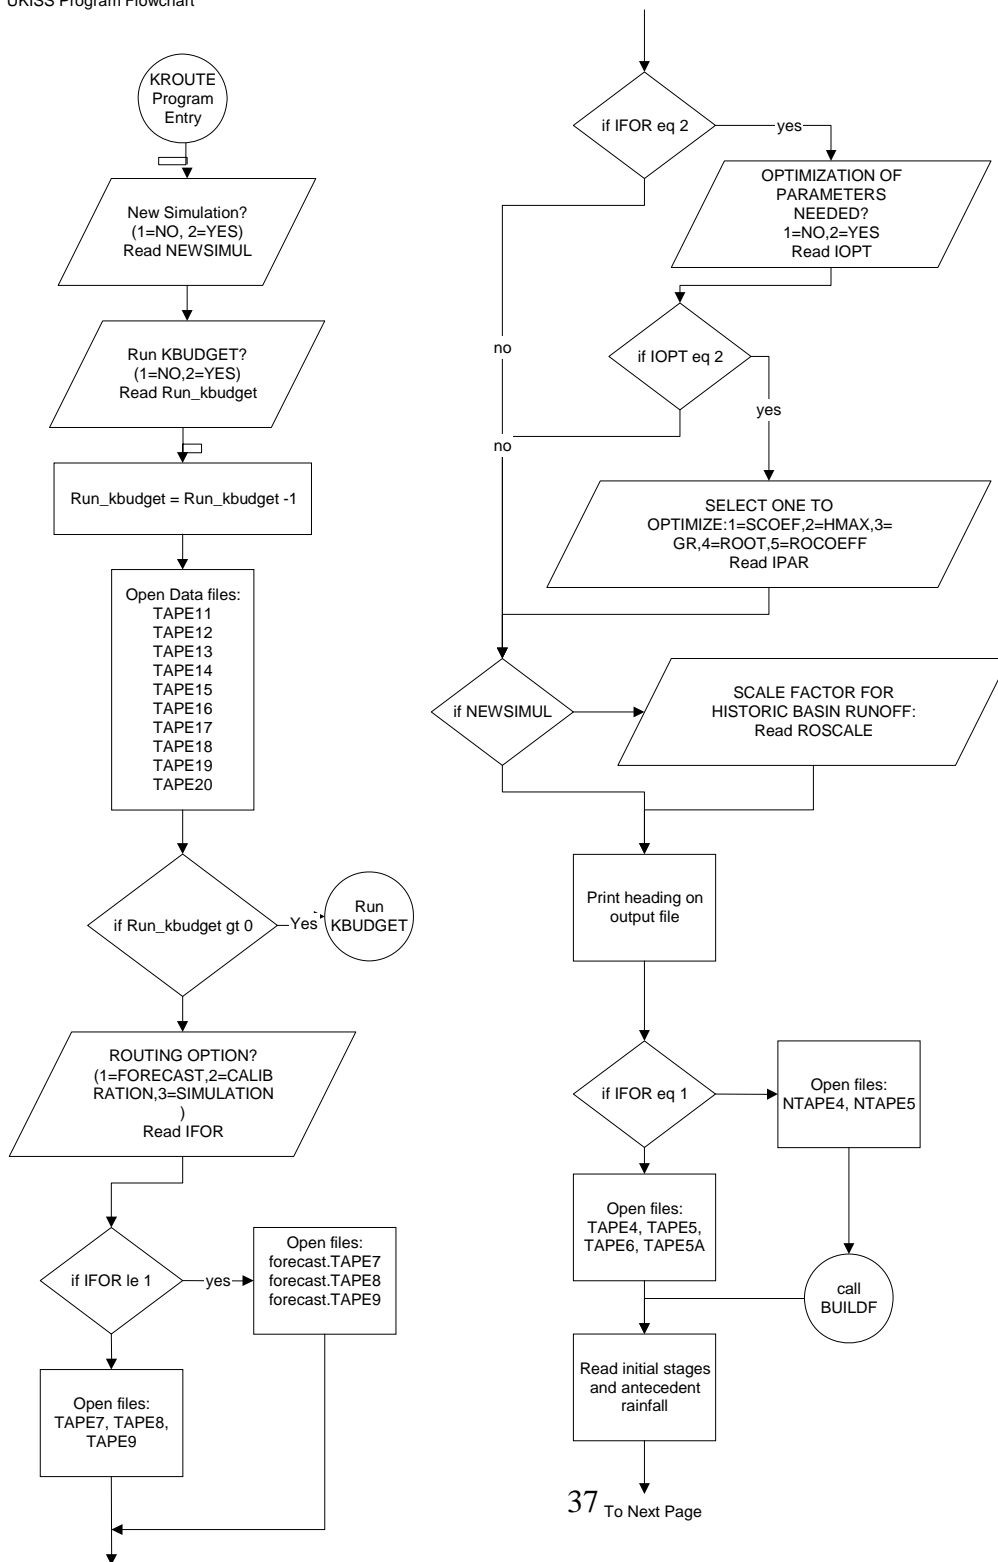 UKISS Program Flowchart
KROUTE
Program
Entry
New Simulation?
(1=NO, 2=YES)
Read NEWSIMUL
Run KBUDGET?
(1=NO,2=YES)
Read Run_kbudget
Run_kbudget = Run_kbudget -1
Open Data files:
TAPE11
TAPE12
TAPE13
TAPE14
TAPE15
TAPE16
TAPE17
TAPE18
TAPE19
TAPE20
if Run_kbudget gt 0
Yes
Run
KBUDGET
ROUTING OPTION?
(1=FORECAST,2=CALIB
RATION,3=SIMULATION
)
Read IFOR
if IFOR le 1
yes
Open files:
forecast.TAPE7
forecast.TAPE8
forecast.TAPE9
Open files:
TAPE7, TAPE8,
TAPE9
if IFOR eq 2
yes
OPTIMIZATION OF
PARAMETERS
NEEDED?
1=NO,2=YES
Read IOPT
no
if IOPT eq 2
yes
no
SELECT ONE TO
OPTIMIZE:1=SCOEF,2=HMAX,3=
GR,4=ROOT,5=ROCOEFF
Read IPAR
if NEWSIMUL
SCALE FACTOR FOR
HISTORIC BASIN RUNOFF:
Read ROSCALE
Print heading on
output file
if IFOR eq 1
Open files:
NTAPE4, NTAPE5
Open files:
TAPE4, TAPE5,
TAPE6, TAPE5A
call
BUILDF
Read initial stages
and antecedent
rainfall
37
To Next Page